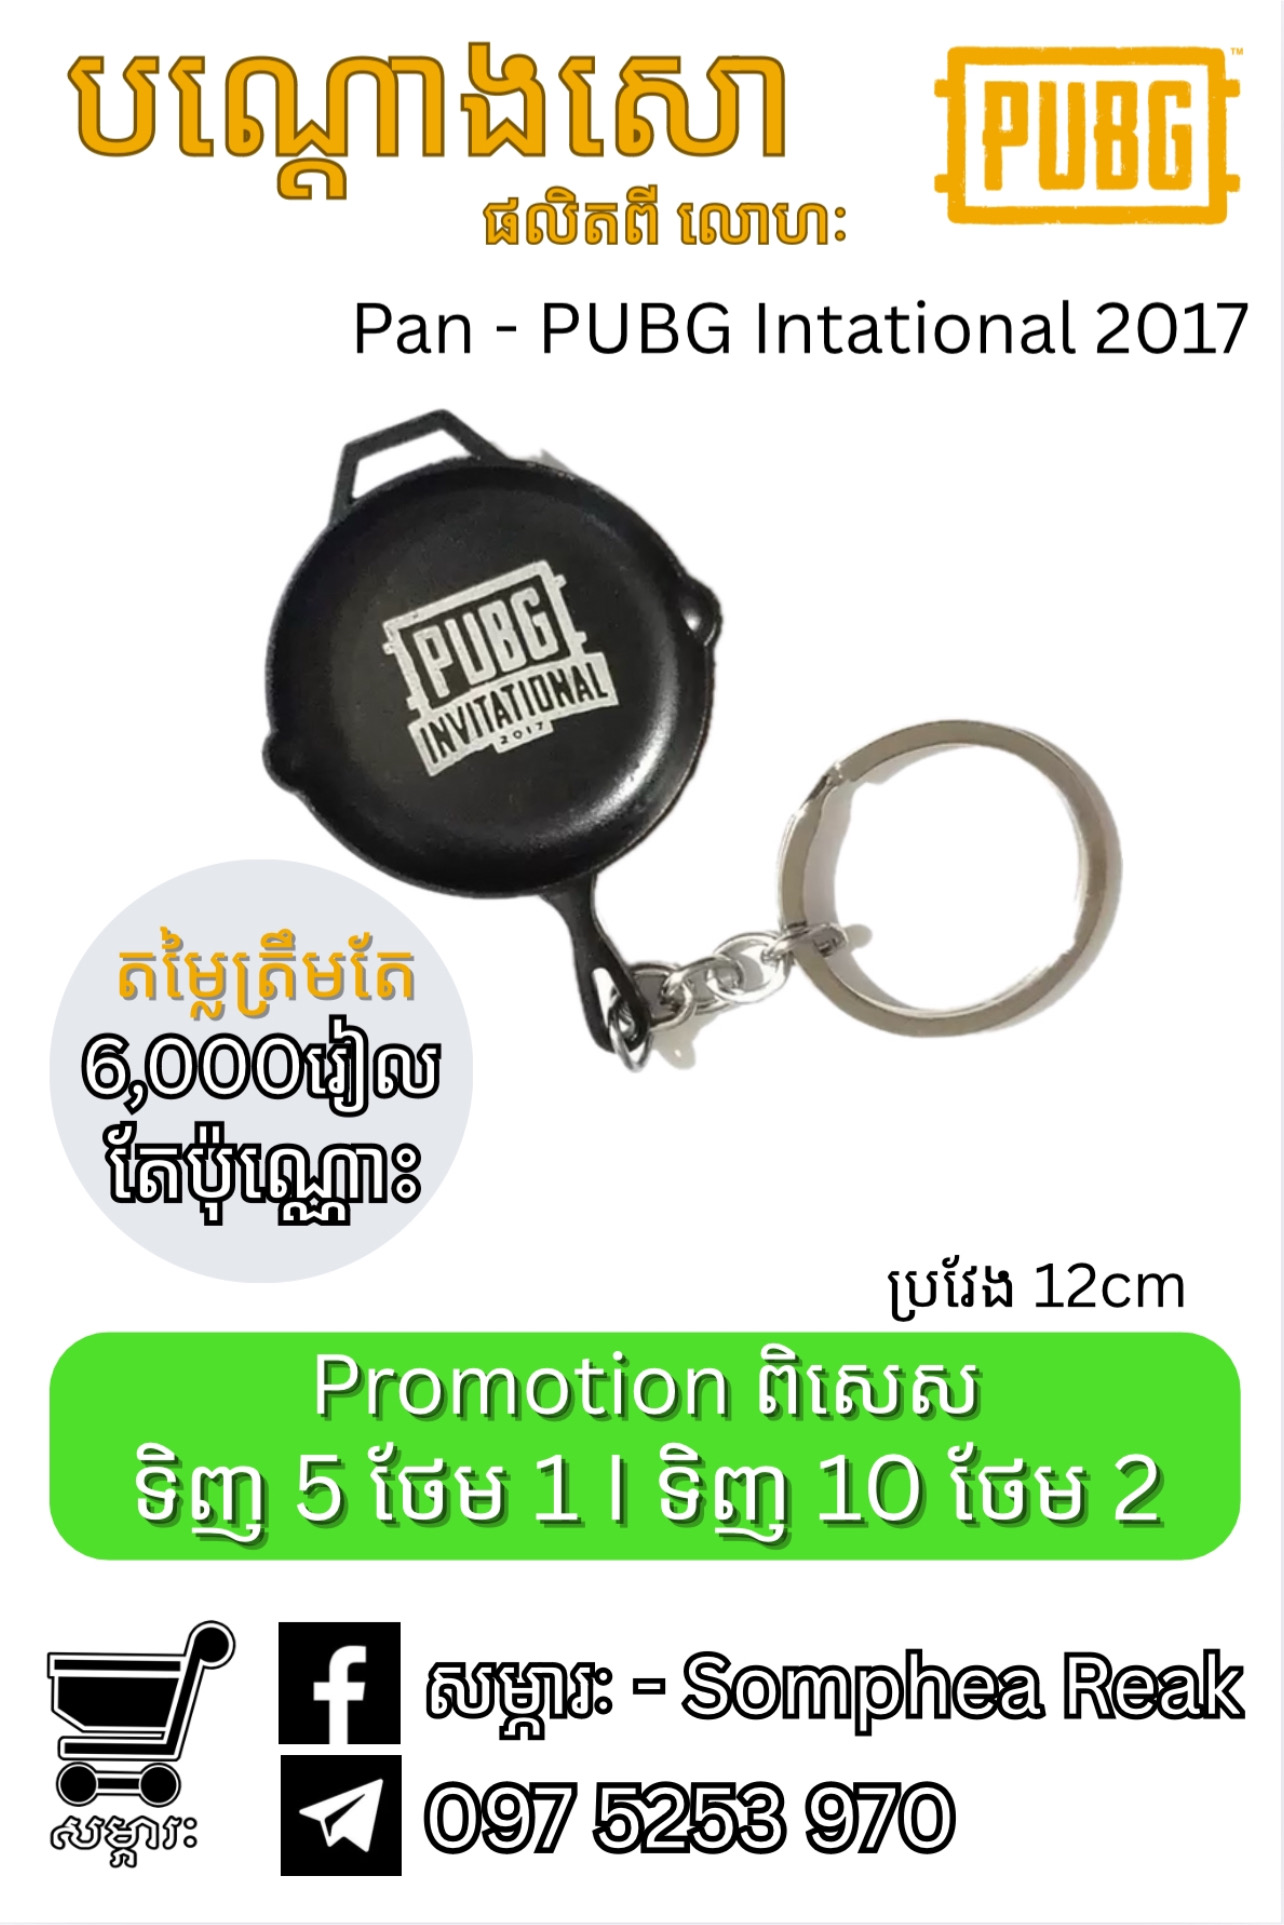 បណ្ដោងសោ
PUBG
TM
ផលិតពី លោហៈ
Pan - PUBG Intational 2017
PUBG
INVITATIONAL
2017
តម្លៃត្រឹមតែ
6,000រៀល
តែប៉ុណ្ណោះ
ប្រវែង 12cm
Promotion ពិសេស
ទិញ 5 ថែម 1 | ទិញ 10 ថែម 2
សម្ភារៈ - Somphea Reak
សម្ភារៈ
097 5253 970